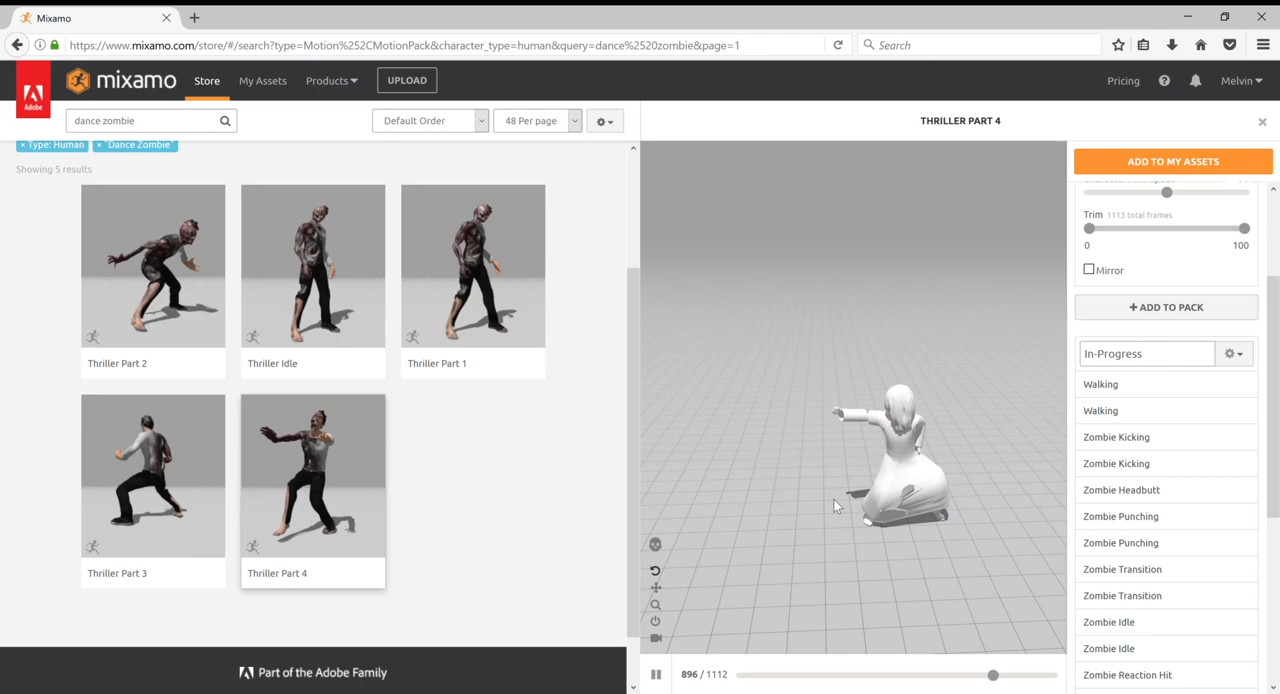 Mixamo
https://www.mixamo.com/store/#/search?type=Motion%252CMotionPack&character_type=human&query=dance%2520zombie&page=1
Search
Adobe
mixamo
Store
My Assets
Products
UPLOAD
Pricing
Melvin
dance zombie
Default Order
48 Per page
THRILLER PART 4
× Type: Human
× "Dance Zombie"
Showing 5 results
Thriller Part 2
Thriller Idle
Thriller Part 1
Thriller Part 3
Thriller Part 4
Part of the Adobe Family
896 / 1112
ADD TO MY ASSETS
Trim 1113 total frames
0
100
Mirror
+ ADD TO PACK
In-Progress
Walking
Walking
Zombie Kicking
Zombie Kicking
Zombie Headbutt
Zombie Punching
Zombie Punching
Zombie Transition
Zombie Transition
Zombie Idle
Zombie Idle
Zombie Reaction Hit